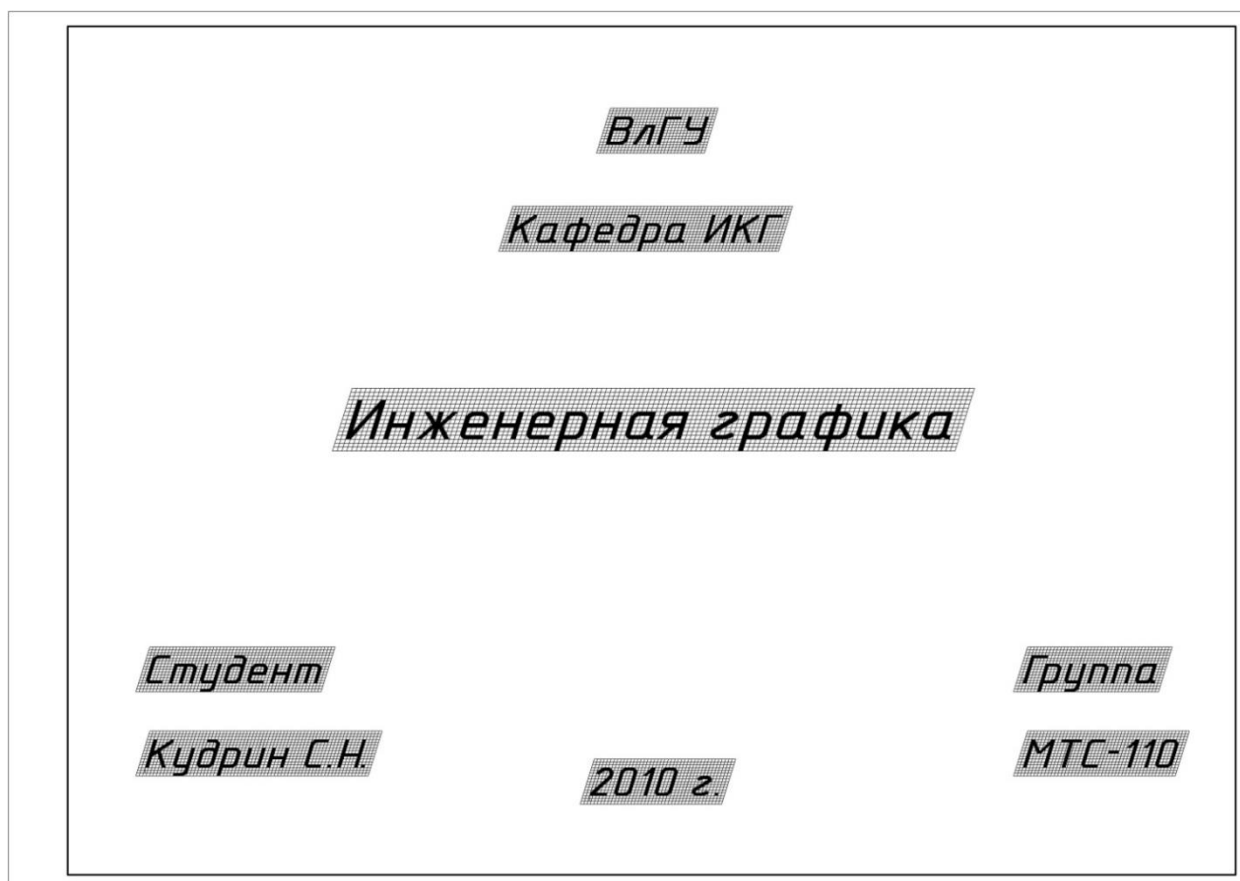 ВлГУ
Кафедра ИКГ
Инженерная графика
Студент
Группа
Кудрин С.Н.
МТС-110
2010 г.